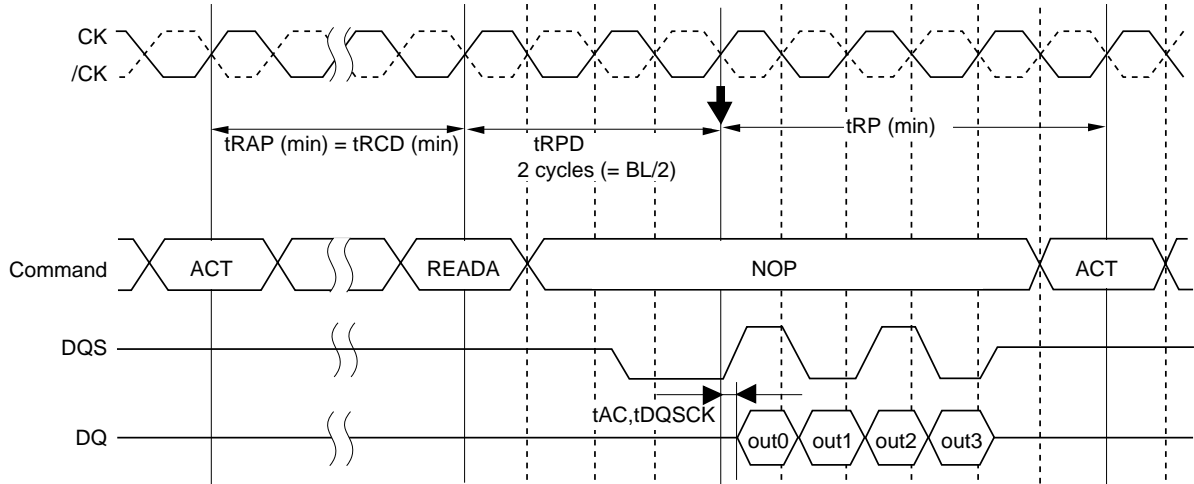 CK
/CK
tRAP (min) = tRCD (min)
tRPD
2 cycles (= BL/2)
tRP (min)
Command
ACT
READA
NOP
ACT
DQS
tAC,tDQSCK
DQ
out0
out1
out2
out3